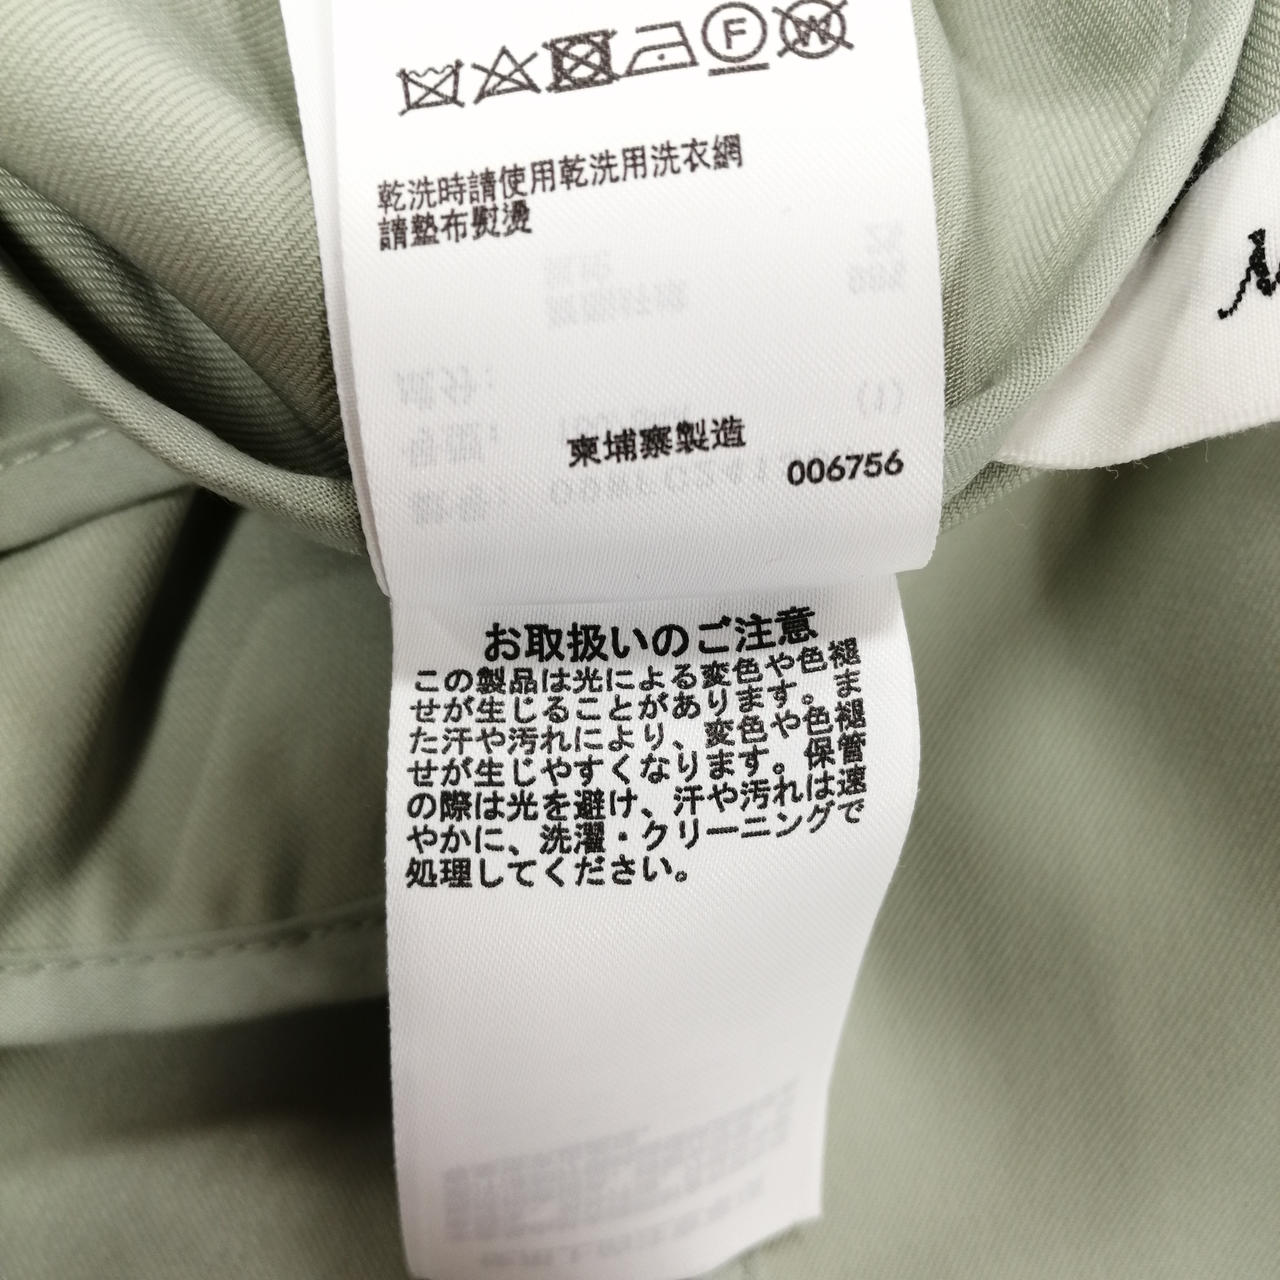 F
W
乾洗時請使用乾洗用洗衣網
請墊布熨燙
柬埔寨製造
006756
お取扱いのご注意
この製品は光による変色や色褪
せが生じることがあります。ま
た汗や汚れにより、変色や色褪
せが生じやすくなります。保管
の際は光を避け、汗や汚れは速
やかに、洗濯・クリーニングで
処理してください。